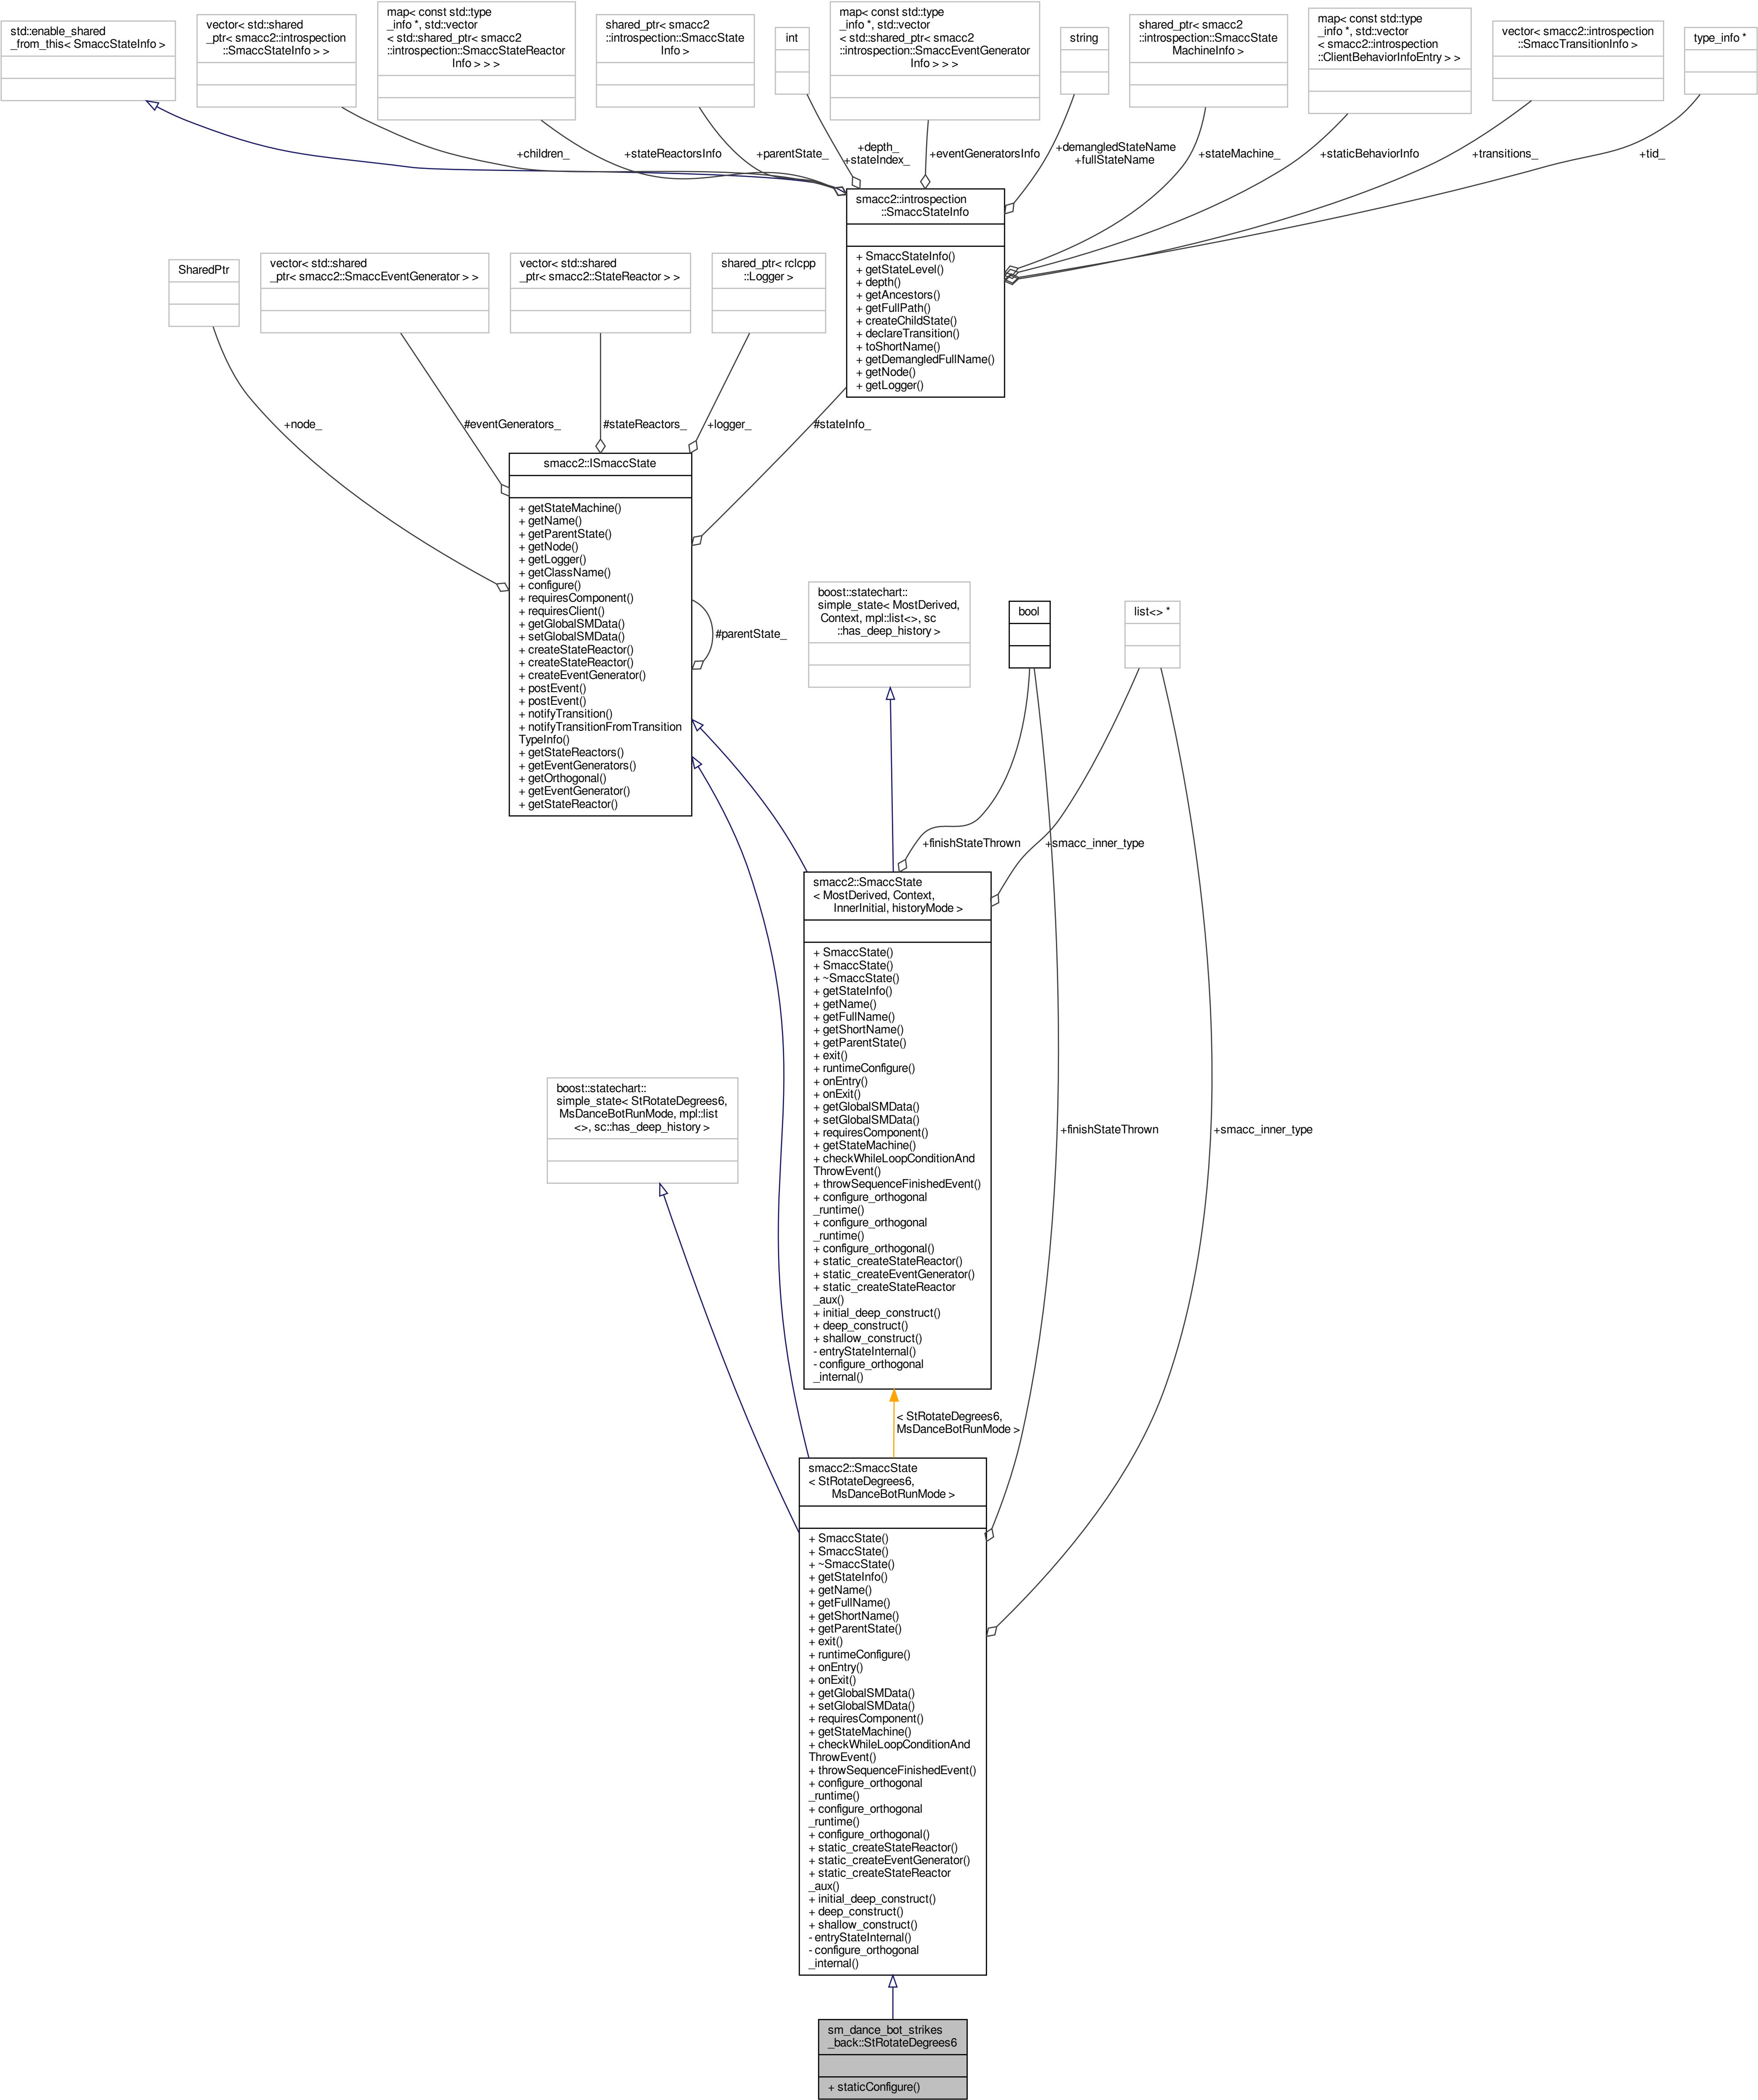 std::enable_shared
_from_this< SmaccStateInfo >
vector< std::shared
_ptr< smacc2::introspection
::SmaccStateInfo > >
map< const std::type
_info *, std::vector
< std::shared_ptr< smacc2
::introspection::SmaccStateReactor
Info > > >
shared_ptr< smacc2
::introspection::SmaccState
Info >
int
map< const std::type
_info *, std::vector
< std::shared_ptr< smacc2
::introspection::SmaccEventGenerator
Info > > >
string
shared_ptr< smacc2
::introspection::SmaccState
MachineInfo >
map< const std::type
_info *, std::vector
< smacc2::introspection
::ClientBehaviorInfoEntry > >
vector< smacc2::introspection
::SmaccTransitionInfo >
type_info *
+children_
+stateReactorsInfo
+parentState_
+depth_
+stateIndex_
+eventGeneratorsInfo
+demangledStateName
+fullStateName
+stateMachine_
+staticBehaviorInfo
+transitions_
+tid_
smacc2::introspection
::SmaccStateInfo
+ SmaccStateInfo()
+ getStateLevel()
+ depth()
+ getAncestors()
+ getFullPath()
+ createChildState()
+ declareTransition()
+ toShortName()
+ getDemangledFullName()
+ getNode()
+ getLogger()
SharedPtr
vector< std::shared
_ptr< smacc2::SmaccEventGenerator > >
vector< std::shared
_ptr< smacc2::StateReactor > >
shared_ptr< rclcpp
::Logger >
+node_
#eventGenerators_
#stateReactors_
+logger_
#stateInfo_
smacc2::ISmaccState
+ getStateMachine()
+ getName()
+ getParentState()
+ getNode()
+ getLogger()
+ getClassName()
+ configure()
+ requiresComponent()
+ requiresClient()
+ getGlobalSMData()
+ setGlobalSMData()
+ createStateReactor()
+ createStateReactor()
+ createEventGenerator()
+ postEvent()
+ postEvent()
+ notifyTransition()
+ notifyTransitionFromTransition
TypeInfo()
+ getStateReactors()
+ getEventGenerators()
+ getOrthogonal()
+ getEventGenerator()
+ getStateReactor()
#parentState_
boost::statechart::
simple_state< MostDerived,
Context, mpl::list<>, sc
::has_deep_history >
bool
list<> *
+finishStateThrown
+smacc_inner_type
smacc2::SmaccState
< MostDerived, Context,
InnerInitial, historyMode >
+ SmaccState()
+ SmaccState()
+ ~SmaccState()
+ getStateInfo()
+ getName()
+ getFullName()
+ getShortName()
+ getParentState()
+ exit()
+ runtimeConfigure()
+ onEntry()
+ onExit()
+ getGlobalSMData()
+ setGlobalSMData()
+ requiresComponent()
+ getStateMachine()
+ checkWhileLoopConditionAnd
ThrowEvent()
+ throwSequenceFinishedEvent()
+ configure_orthogonal
_runtime()
+ configure_orthogonal
_runtime()
+ configure_orthogonal()
+ static_createStateReactor()
+ static_createEventGenerator()
+ static_createStateReactor
_aux()
+ initial_deep_construct()
+ deep_construct()
+ shallow_construct()
- entryStateInternal()
- configure_orthogonal
_internal()
boost::statechart::
simple_state< StRotateDegrees6,
MsDanceBotRunMode, mpl::list
<>, sc::has_deep_history >
+finishStateThrown
+smacc_inner_type
< StRotateDegrees6,
MsDanceBotRunMode >
smacc2::SmaccState
< StRotateDegrees6,
MsDanceBotRunMode >
+ SmaccState()
+ SmaccState()
+ ~SmaccState()
+ getStateInfo()
+ getName()
+ getFullName()
+ getShortName()
+ getParentState()
+ exit()
+ runtimeConfigure()
+ onEntry()
+ onExit()
+ getGlobalSMData()
+ setGlobalSMData()
+ requiresComponent()
+ getStateMachine()
+ checkWhileLoopConditionAnd
ThrowEvent()
+ throwSequenceFinishedEvent()
+ configure_orthogonal
_runtime()
+ configure_orthogonal
_runtime()
+ configure_orthogonal()
+ static_createStateReactor()
+ static_createEventGenerator()
+ static_createStateReactor
_aux()
+ initial_deep_construct()
+ deep_construct()
+ shallow_construct()
- entryStateInternal()
- configure_orthogonal
_internal()
sm_dance_bot_strikes
_back::StRotateDegrees6
+ staticConfigure()